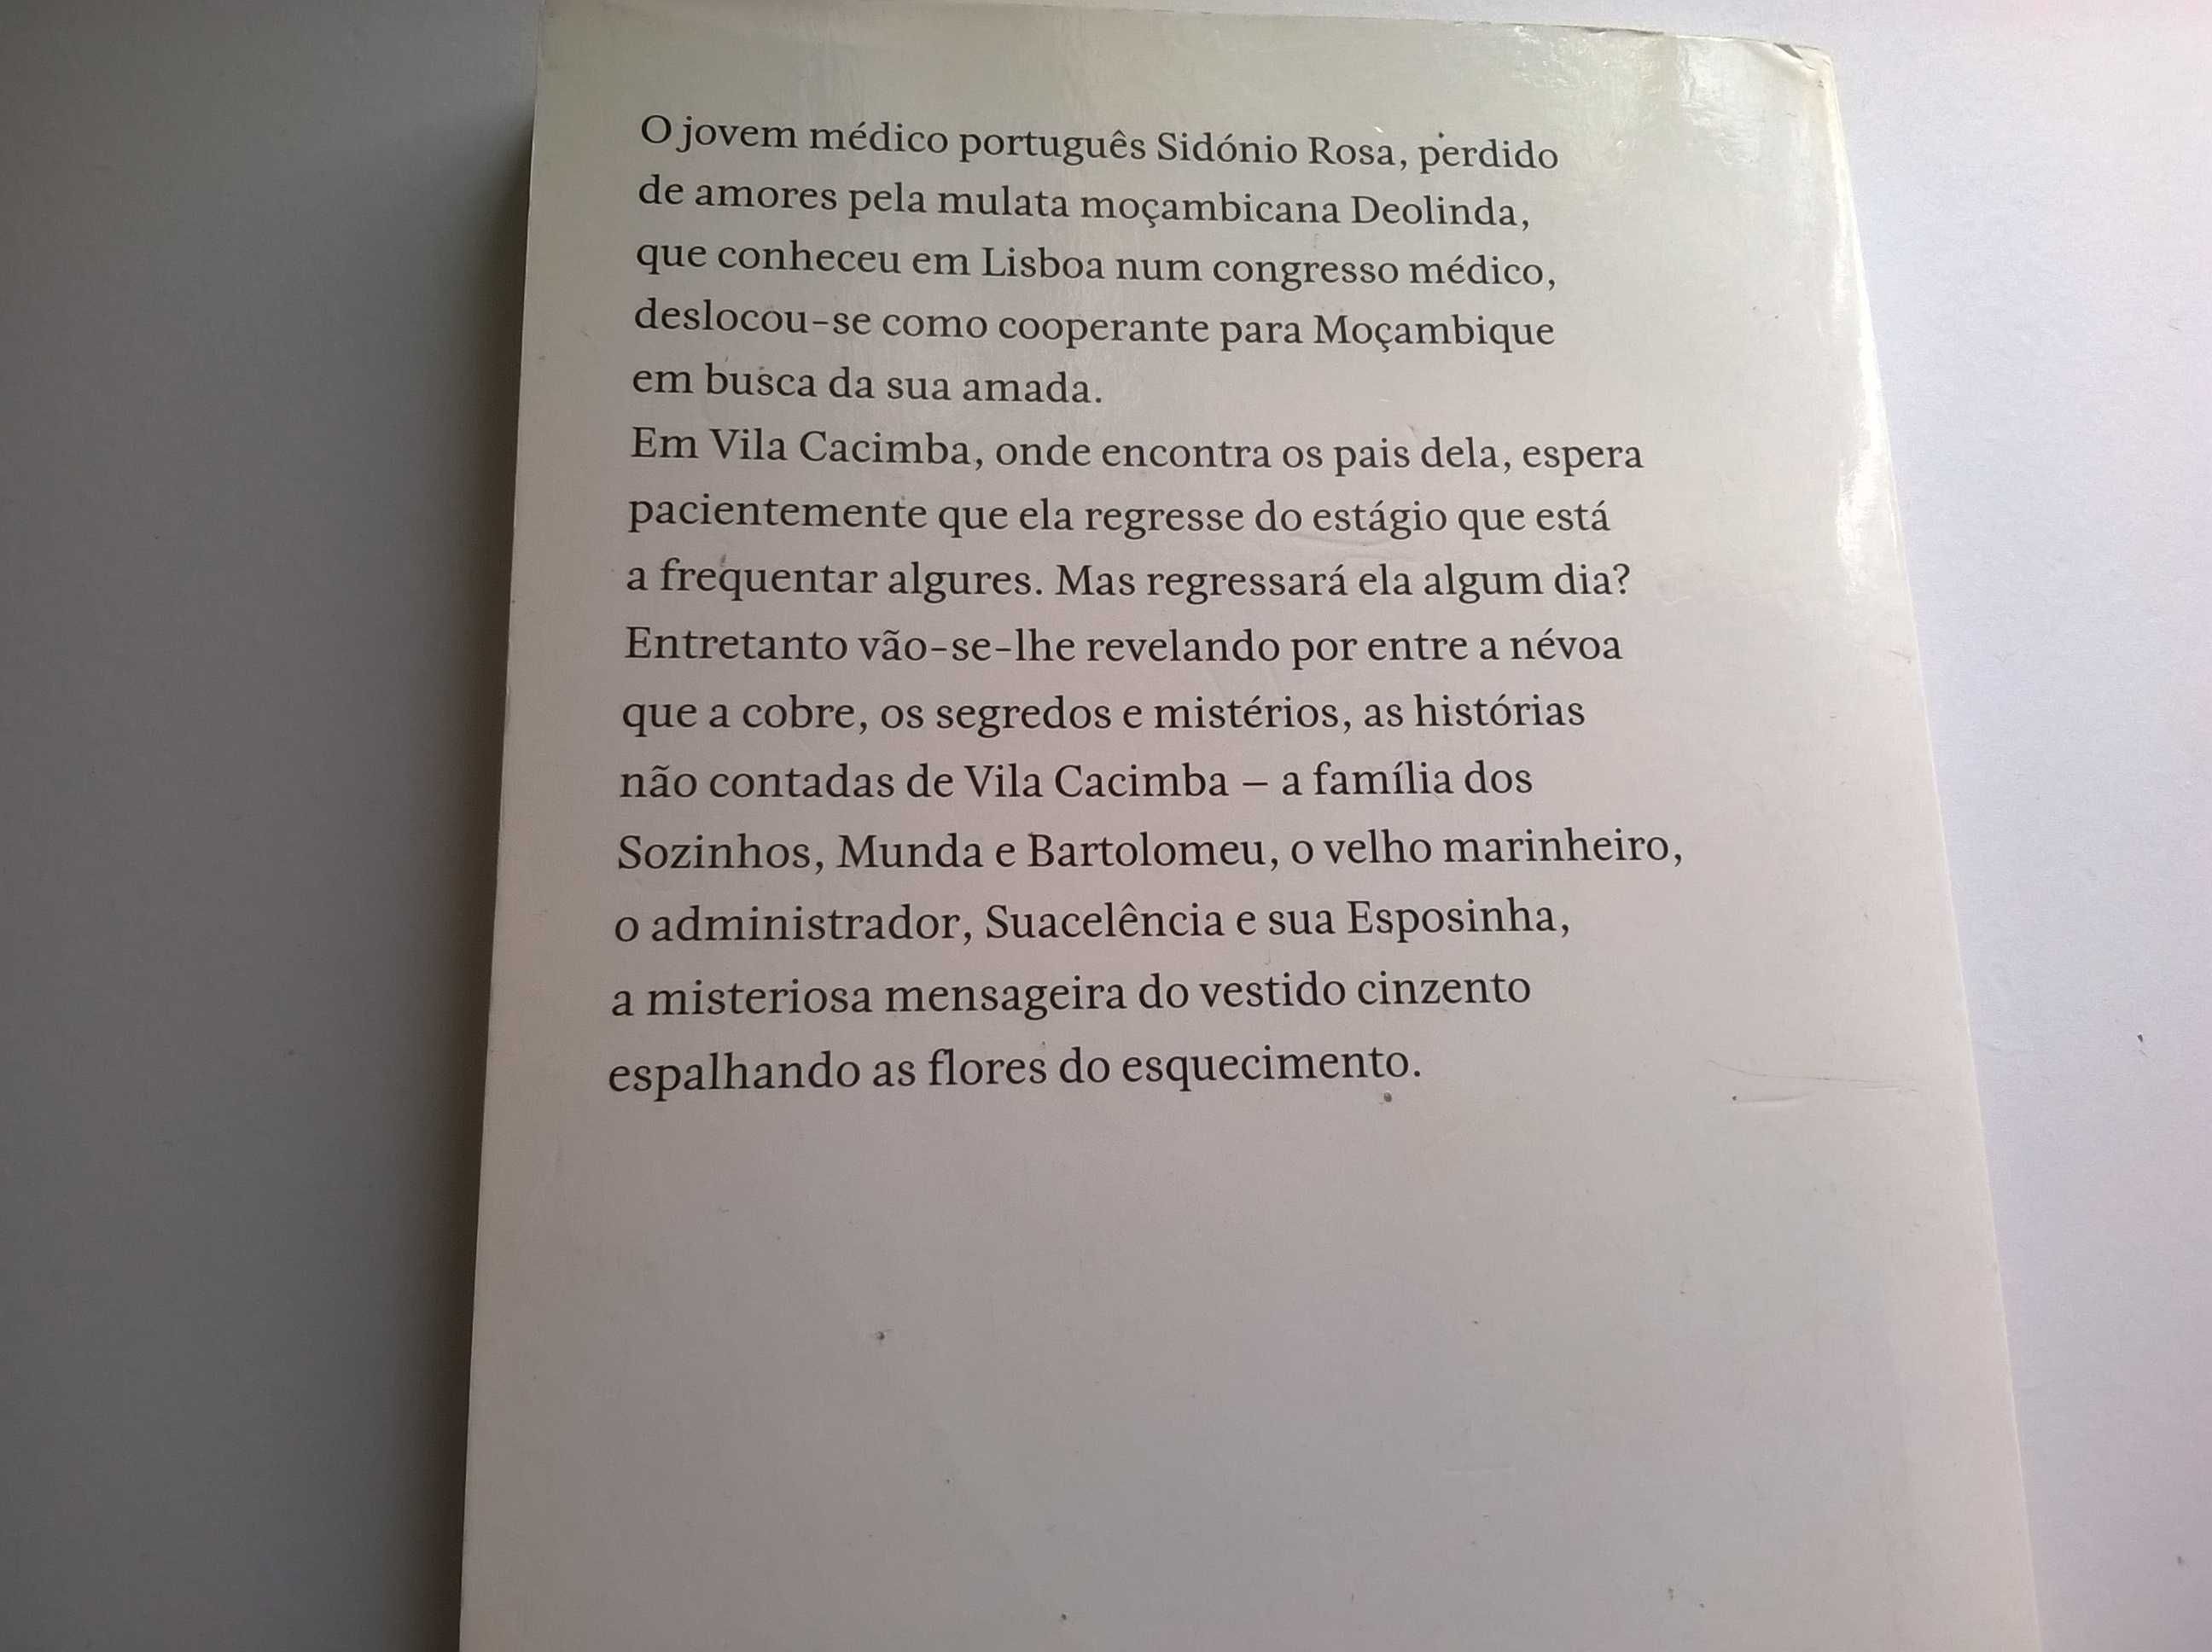 O jovem médico português Sidónio Rosa, perdido
de amores pela mulata moçambicana Deolinda,
que conheceu em Lisboa num congresso médico,
deslocou-se como cooperante para Moçambique
em busca da sua amada.
Em Vila Cacimba, onde encontra os pais dela, espera
pacientemente que ela regresse do estágio que está
a frequentar algures. Mas regressará ela algum dia?
Entretanto vão-se-lhe revelando por entre a névoa
que a cobre, os segredos e mistérios, as histórias
não contadas de Vila Cacimba – a família dos
Sozinhos, Munda e Bartolomeu, o velho marinheiro,
o administrador, Suacelência e sua Esposinha,
a misteriosa mensageira do vestido cinzento
espalhando as flores do esquecimento.